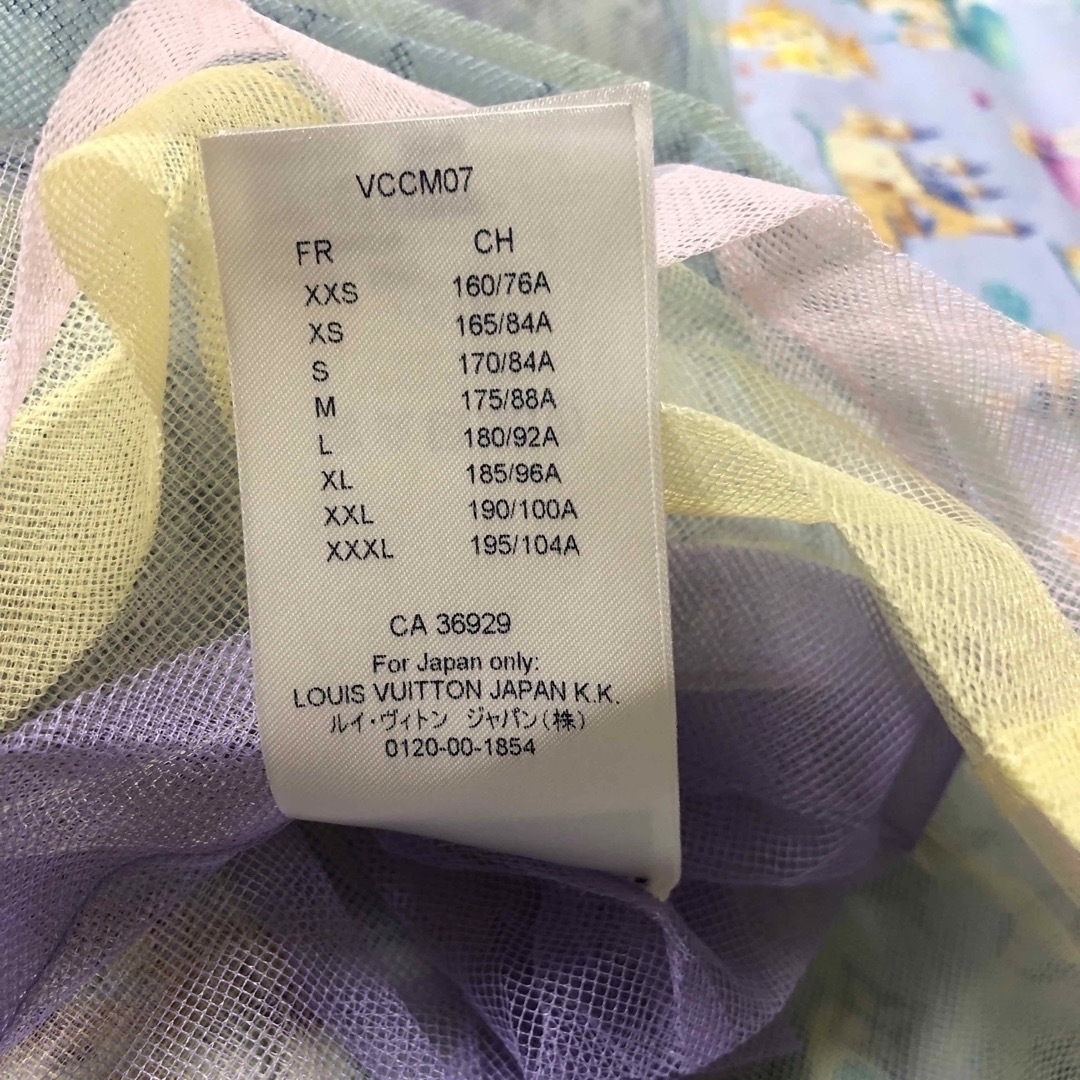 VCCM07
FR CH
XXS 160/76A
XS 165/84A
S 170/84A
M 175/88A
L 180/92A
XL 185/96A
XXL 190/100A
XXXL 195/104A
CA 36929
For Japan only:
LOUIS VUITTON JAPAN K.K.
ルイ・ヴィトン ジャパン(株)
0120-00-1854